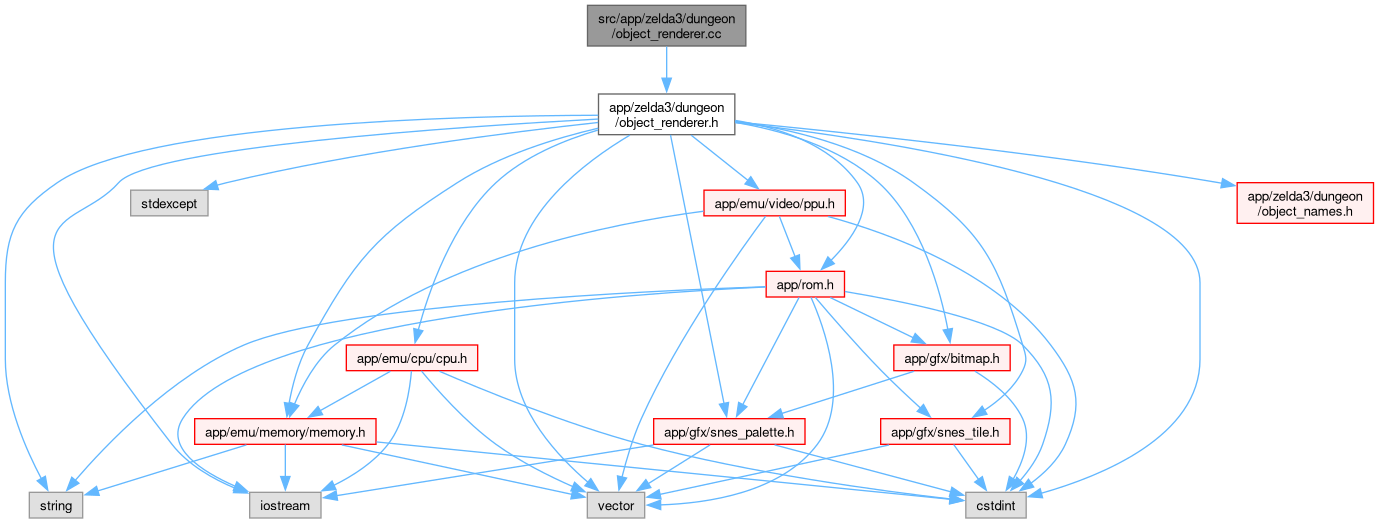 src/app/zelda3/dungeon
/object_renderer.cc
app/zelda3/dungeon
/object_renderer.h
stdexcept
app/emu/video/ppu.h
app/zelda3/dungeon
/object_names.h
app/rom.h
app/emu/cpu/cpu.h
app/gfx/bitmap.h
app/emu/memory/memory.h
app/gfx/snes_palette.h
app/gfx/snes_tile.h
string
iostream
vector
cstdint